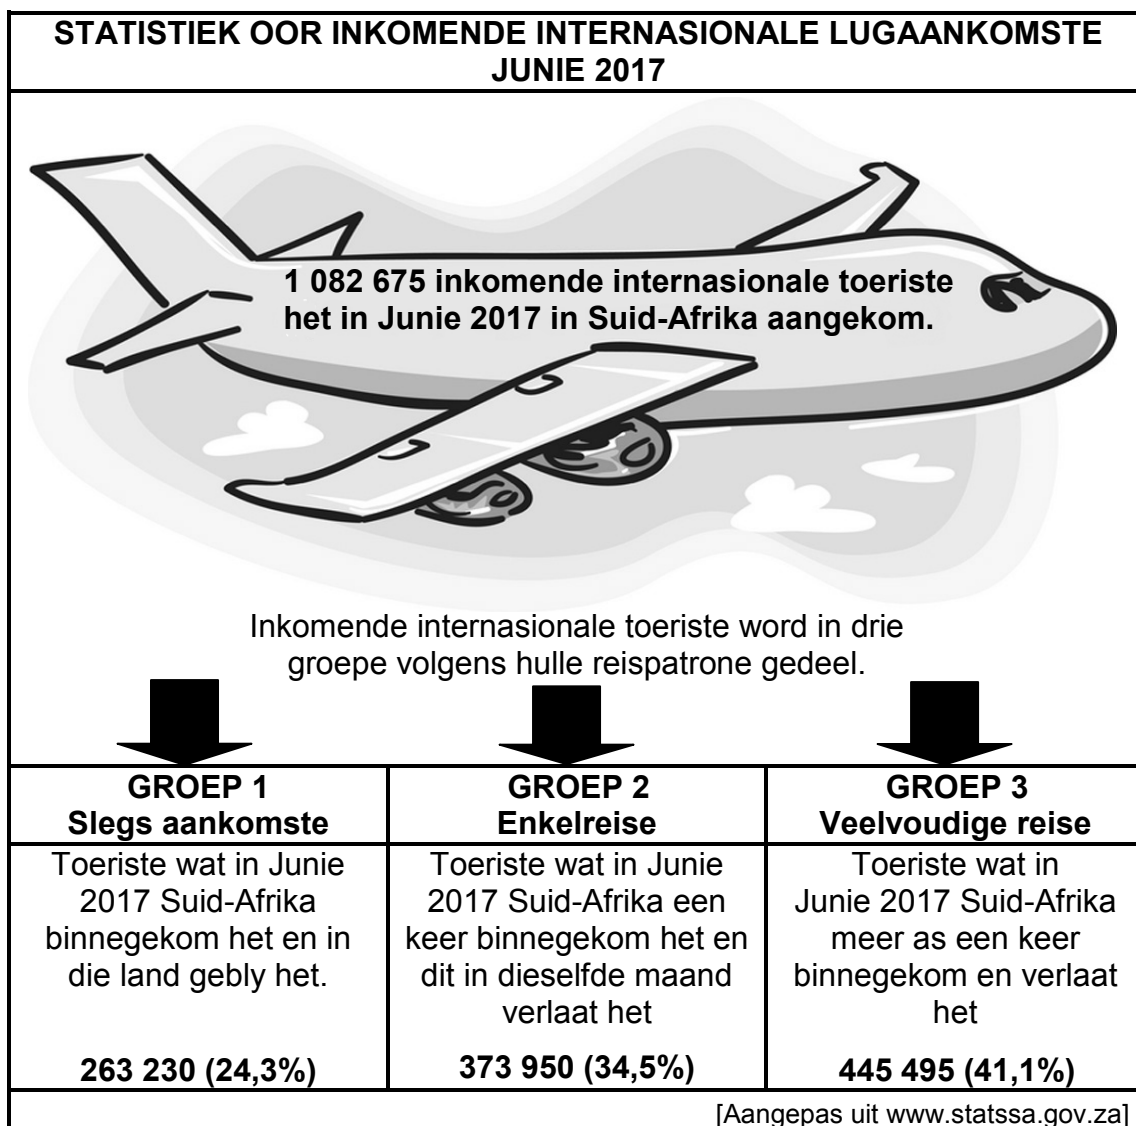 STATISTIEK OOR INKOMENDE INTERNASIONALE LUGAANKOMSTE
JUNIE 2017
1 082 675 inkomende internasionale toeriste
het in Junie 2017 in Suid-Afrika aangekom.
Inkomende internasionale toeriste word in drie
groepe volgens hulle reispatrone gedeel.
GROEP 1
Slegs aankomste
Toeriste wat in Junie
2017 Suid-Afrika
binnegekom het en in
die land gebly het.
263 230 (24,3%)
GROEP 2
Enkelreise
Toeriste wat in Junie
2017 Suid-Afrika een
keer binnegekom het en
dit in dieselfde maand
verlaat het
373 950 (34,5%)
GROEP 3
Veelvoudige reise
Toeriste wat in
Junie 2017 Suid-Afrika
meer as een keer
binnegekom en verlaat
het
445 495 (41,1%)
[Aangepas uit www.statssa.gov.za]